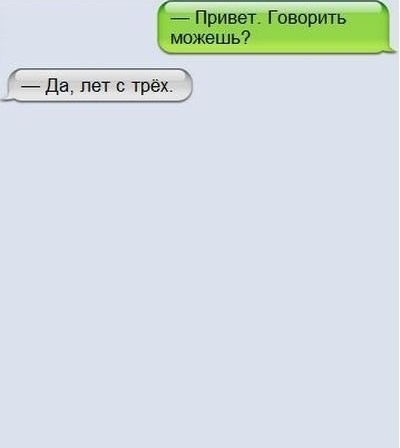 — Привет. Говорить
можешь?
— Да, лет с трёх.